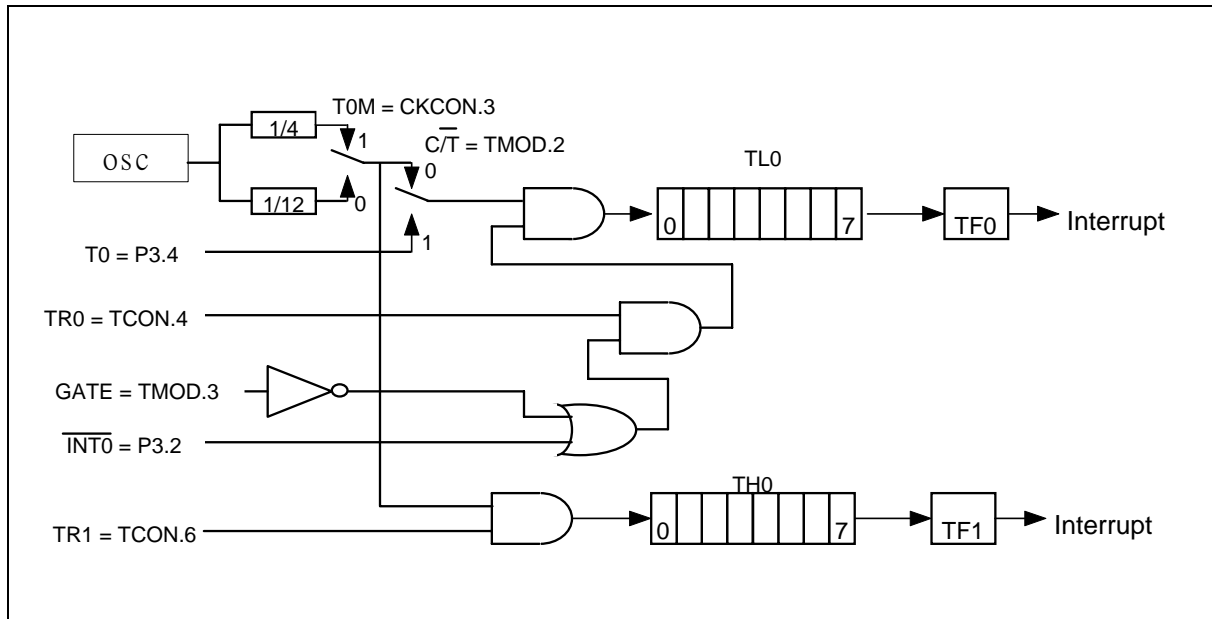 T0M = CKCON.3
1/4
1
C/T̅ = TMOD.2
OSC
0
TL0
1/12
0
0 7
TF0
Interrupt
1
T0 = P3.4
TR0 = TCON.4
GATE = TMOD.3
I̅N̅T̅0̅ = P3.2
TH0
0 7
TF1
Interrupt
TR1 = TCON.6